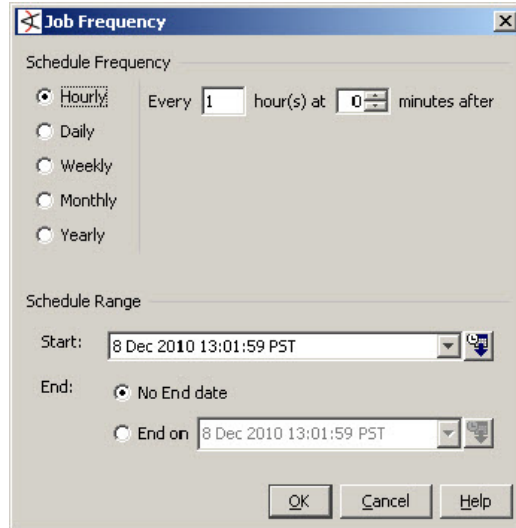 Job Frequency
Schedule Frequency
Hourly Every 1 hour(s) at 0 minutes after
Daily
Weekly
Monthly
Yearly
Schedule Range
Start: 8 Dec 2010 13:01:59 PST
End: No End date
End on 8 Dec 2010 13:01:59 PST
OK Cancel Help